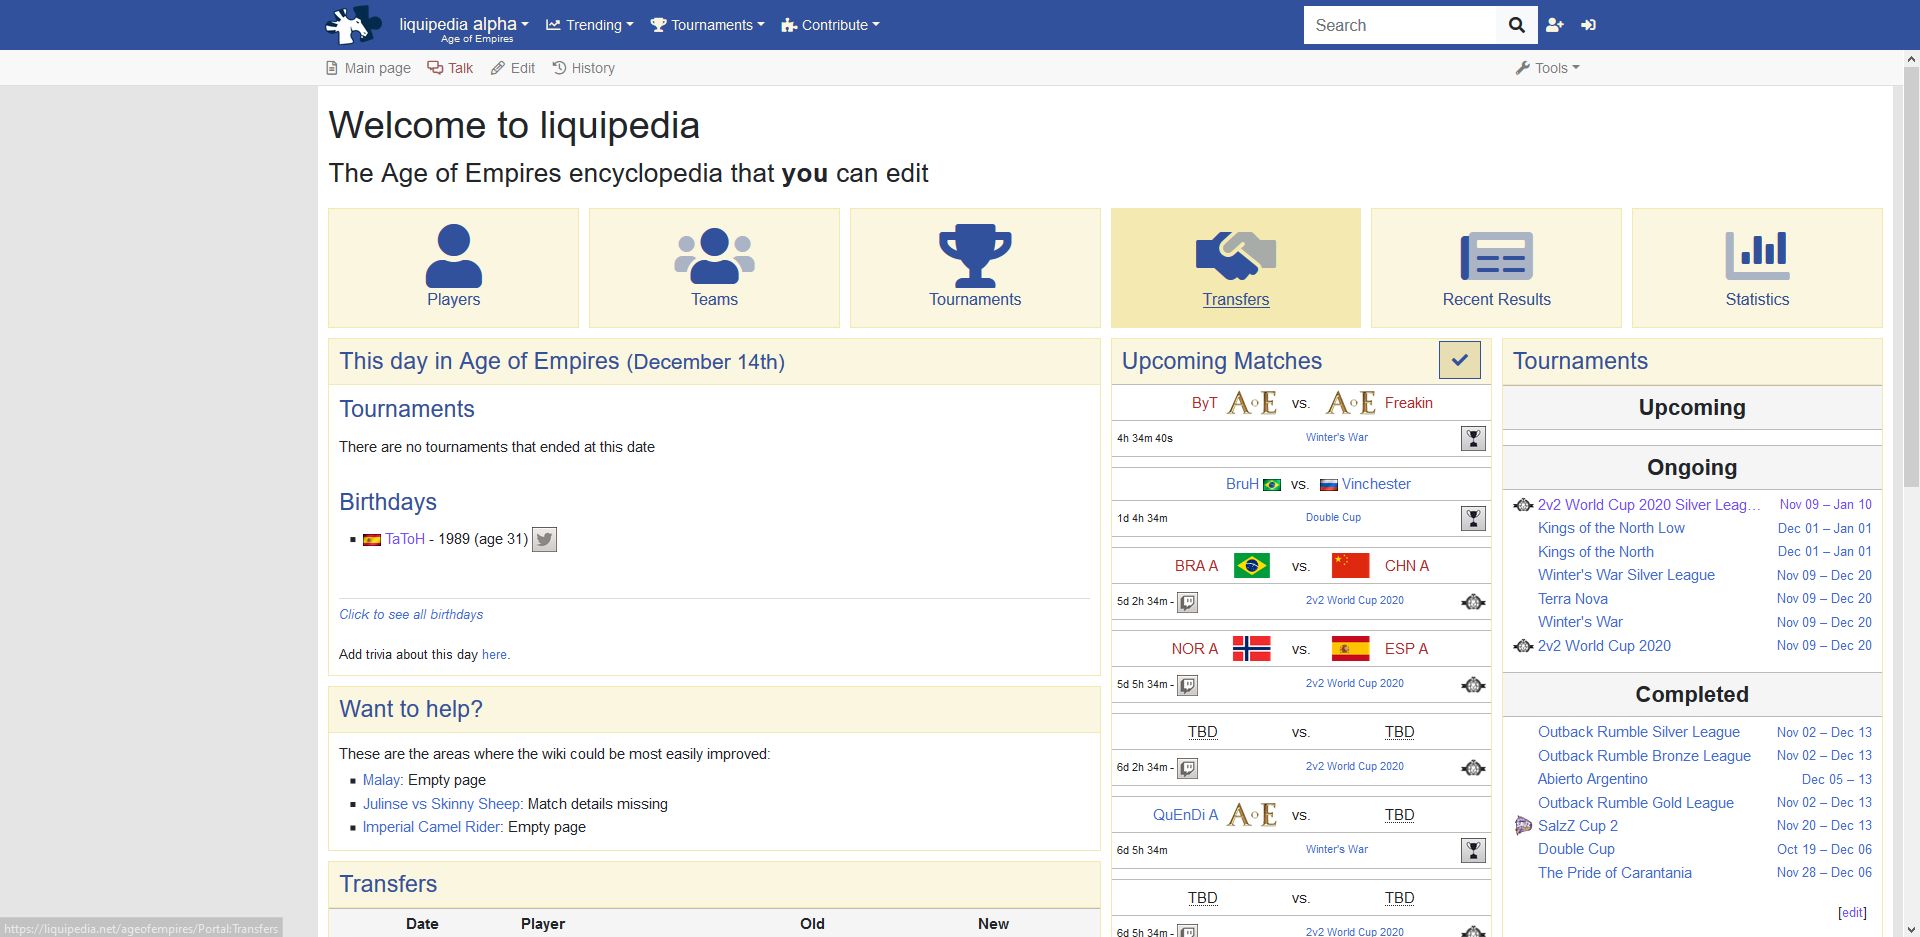 liquipedia alpha
Age of Empires
Trending
Tournaments
Contribute
Search
Main page
Talk
Edit
History
Tools
Welcome to liquipedia
The Age of Empires encyclopedia that you can edit
Players
Teams
Tournaments
Transfers
Recent Results
Statistics
This day in Age of Empires (December 14th)
Tournaments
There are no tournaments that ended at this date
Birthdays
TaToH - 1989 (age 31)
Click to see all birthdays
Add trivia about this day here.
Want to help?
These are the areas where the wiki could be most easily improved:
Malay: Empty page
Julinse vs Skinny Sheep: Match details missing
Imperial Camel Rider: Empty page
Transfers
Date Player Old New
Upcoming Matches
ByT AoE vs. AoE Freakin
4h 34m 40s Winter's War
BruH vs. Vinchester
1d 4h 34m Double Cup
BRA A vs. CHN A
5d 2h 34m - 2v2 World Cup 2020
NOR A vs. ESP A
5d 5h 34m - 2v2 World Cup 2020
TBD vs. TBD
6d 2h 34m - 2v2 World Cup 2020
QuEnDi A AoE vs. TBD
6d 5h 34m Winter's War
TBD vs. TBD
6d 5h 34m - 2v2 World Cup 2020
Tournaments
Upcoming
Ongoing
2v2 World Cup 2020 Silver Leag... Nov 09 – Jan 10
Kings of the North Low Dec 01 – Jan 01
Kings of the North Dec 01 – Jan 01
Winter's War Silver League Nov 09 – Dec 20
Terra Nova Nov 09 – Dec 20
Winter's War Nov 09 – Dec 20
2v2 World Cup 2020 Nov 09 – Dec 20
Completed
Outback Rumble Silver League Nov 02 – Dec 13
Outback Rumble Bronze League Nov 02 – Dec 13
Abierto Argentino Dec 05 – 13
Outback Rumble Gold League Nov 02 – Dec 13
SalzZ Cup 2 Nov 20 – Dec 13
Double Cup Oct 19 – Dec 06
The Pride of Carantania Nov 28 – Dec 06
[edit]
https://liquipedia.net/ageofempires/Portal:Transfers